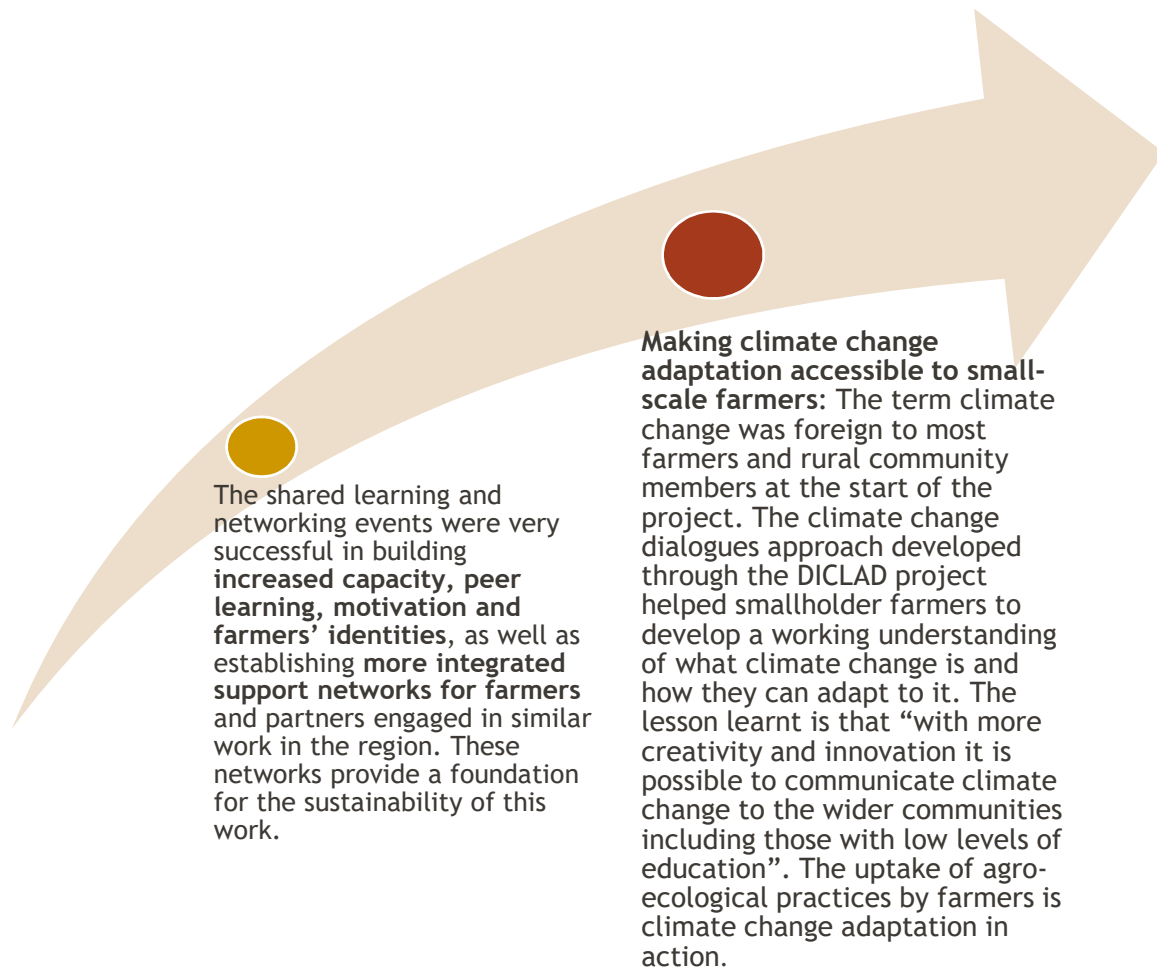 The shared learning and
networking events were very
successful in building
increased capacity, peer
learning, motivation and
farmers’ identities, as well as
establishing more integrated
support networks for farmers
and partners engaged in similar
work in the region. These
networks provide a foundation
for the sustainability of this
work.
Making climate change
adaptation accessible to small-
scale farmers: The term climate
change was foreign to most
farmers and rural community
members at the start of the
project. The climate change
dialogues approach developed
through the DICLAD project
helped smallholder farmers to
develop a working understanding
of what climate change is and
how they can adapt to it. The
lesson learnt is that “with more
creativity and innovation it is
possible to communicate climate
change to the wider communities
including those with low levels of
education”. The uptake of agro-
ecological practices by farmers is
climate change adaptation in
action.